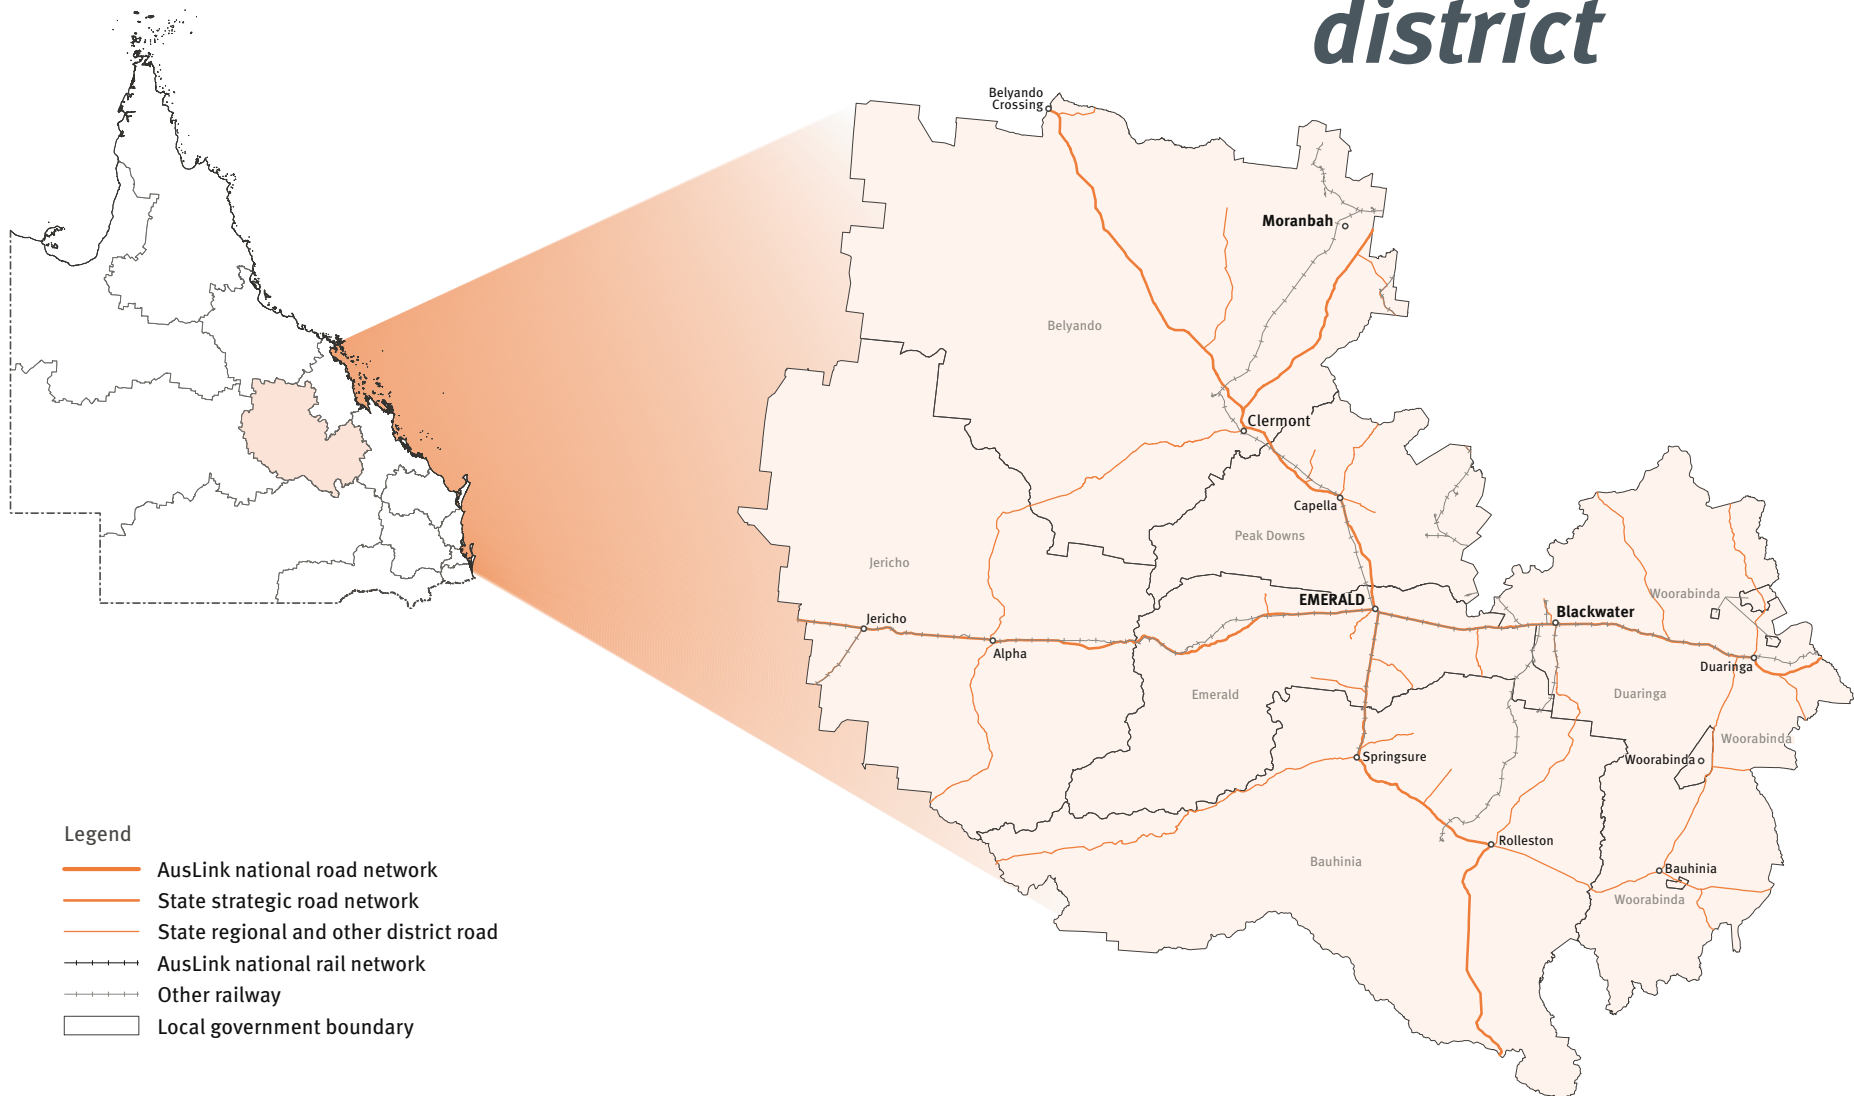 district
Belyando
Crossing
Moranbah
Belyando
Clermont
Capella
Peak Downs
Jericho
Woorabinda
EMERALD
Blackwater
Jericho
Alpha
Duaringa
Emerald
Duaringa
Woorabinda
Springsure
Woorabinda
Rolleston
Bauhinia
Bauhinia
Woorabinda
Legend
AusLink national road network
State strategic road network
State regional and other district road
AusLink national rail network
Other railway
Local government boundary